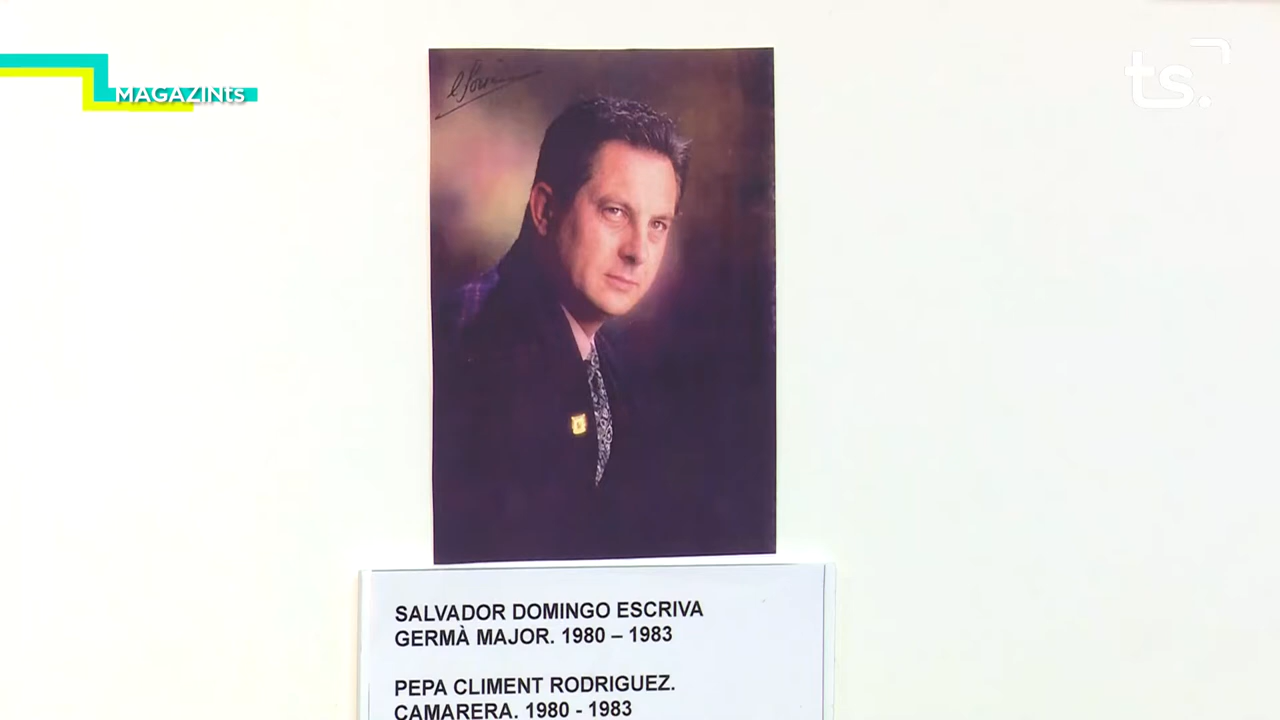 MAGAZINts
ts.
SALVADOR DOMINGO ESCRIVA
GERMÀ MAJOR. 1980 – 1983
PEPA CLIMENT RODRIGUEZ.
CAMARERA. 1980 - 1983